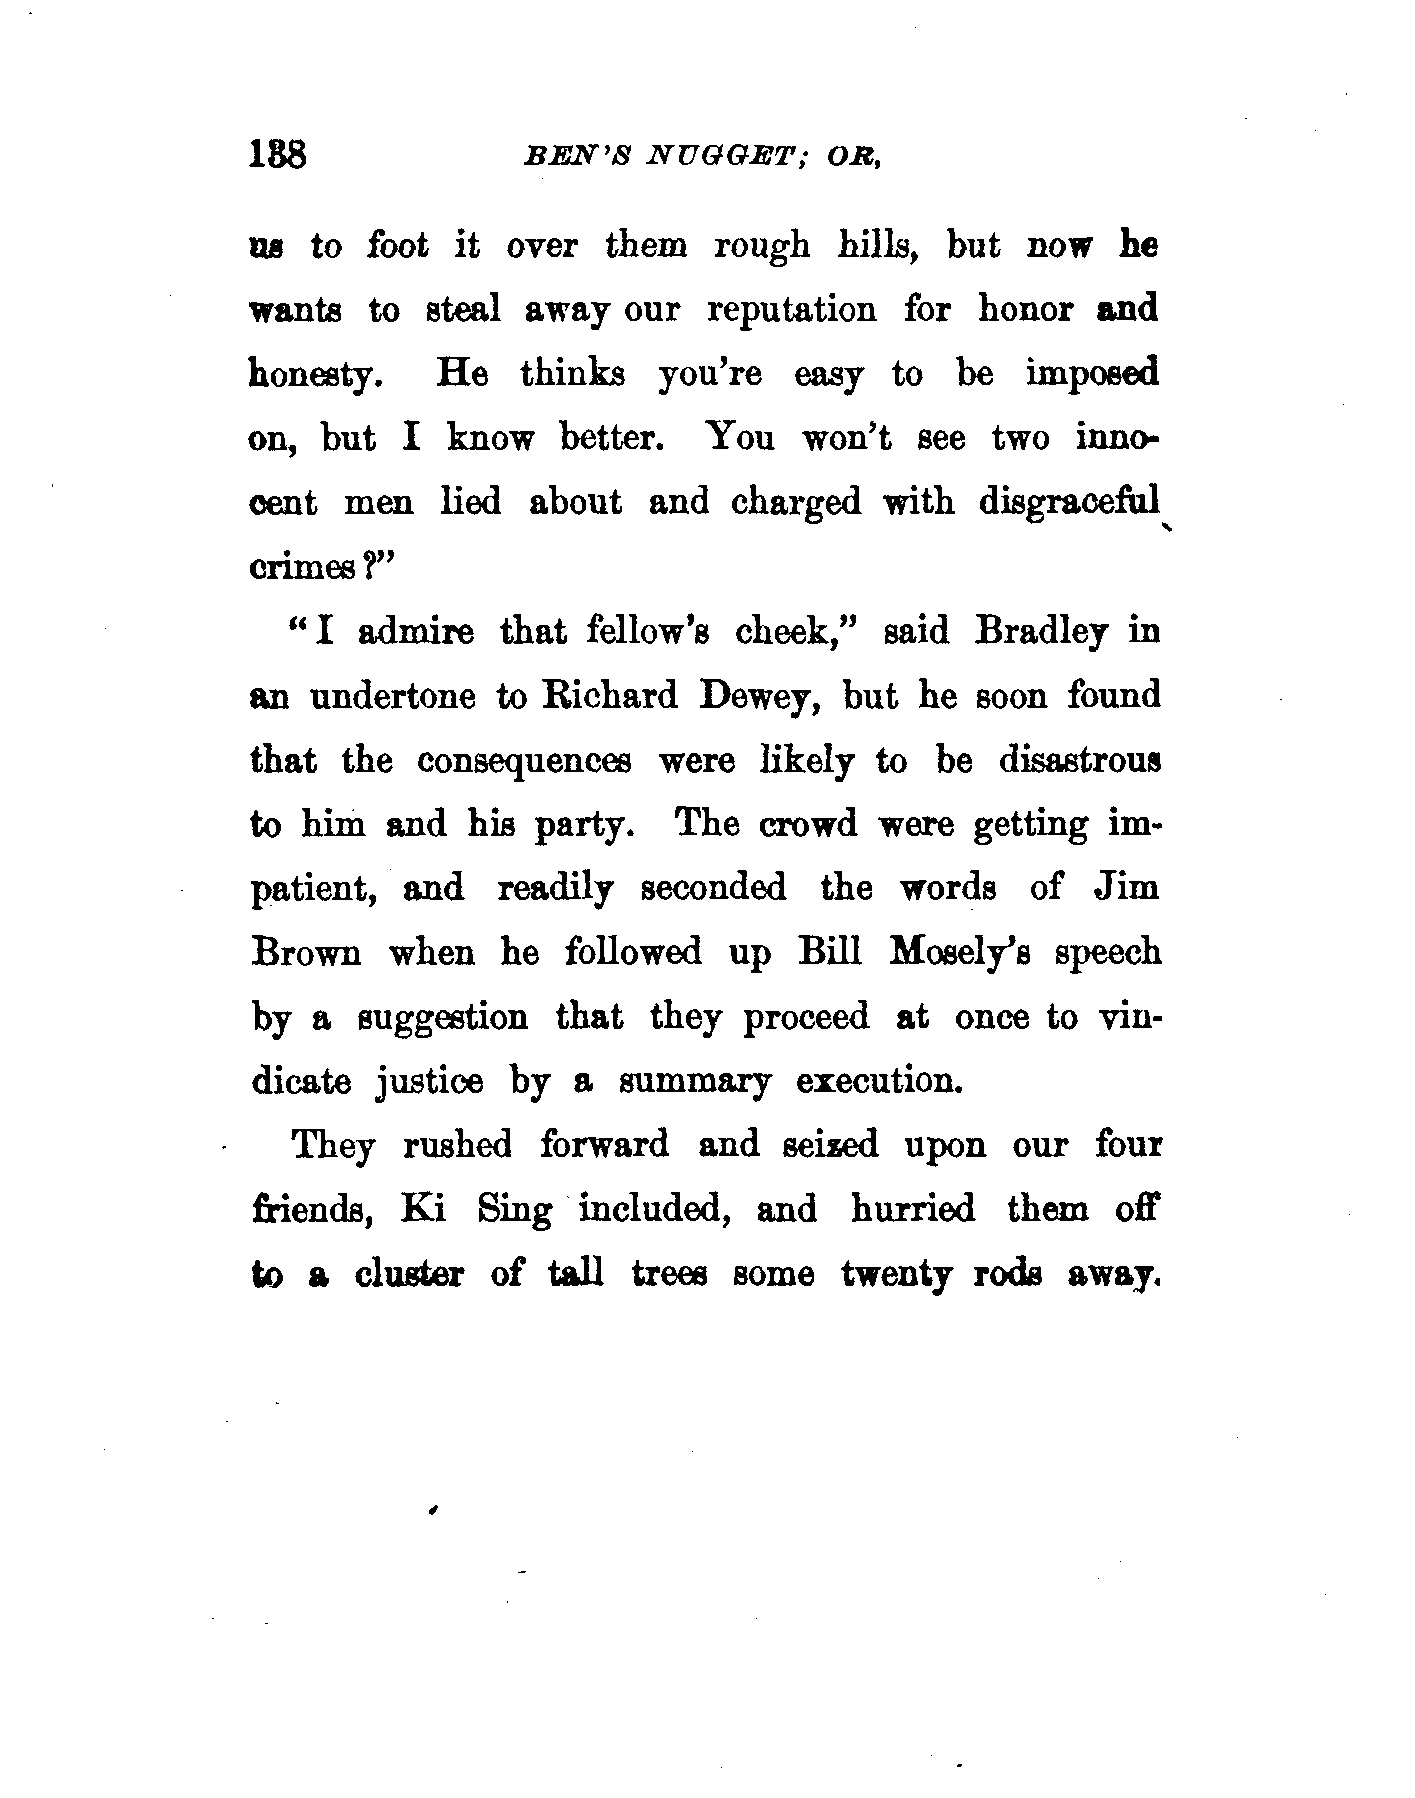 138 BEN'S NUGGET; OR,
us to foot it over them rough hills, but now he
wants to steal away our reputation for honor and
honesty. He thinks you're easy to be imposed
on, but I know better. You won't see two inno-
cent men lied about and charged with disgraceful
crimes?"
"I admire that fellow's cheek," said Bradley in
an undertone to Richard Dewey, but he soon found
that the consequences were likely to be disastrous
to him and his party. The crowd were getting im-
patient, and readily seconded the words of Jim
Brown when he followed up Bill Mosely's speech
by a suggestion that they proceed at once to vin-
dicate justice by a summary execution.
They rushed forward and seized upon our four
friends, Ki Sing included, and hurried them off
to a cluster of tall trees some twenty rods away.